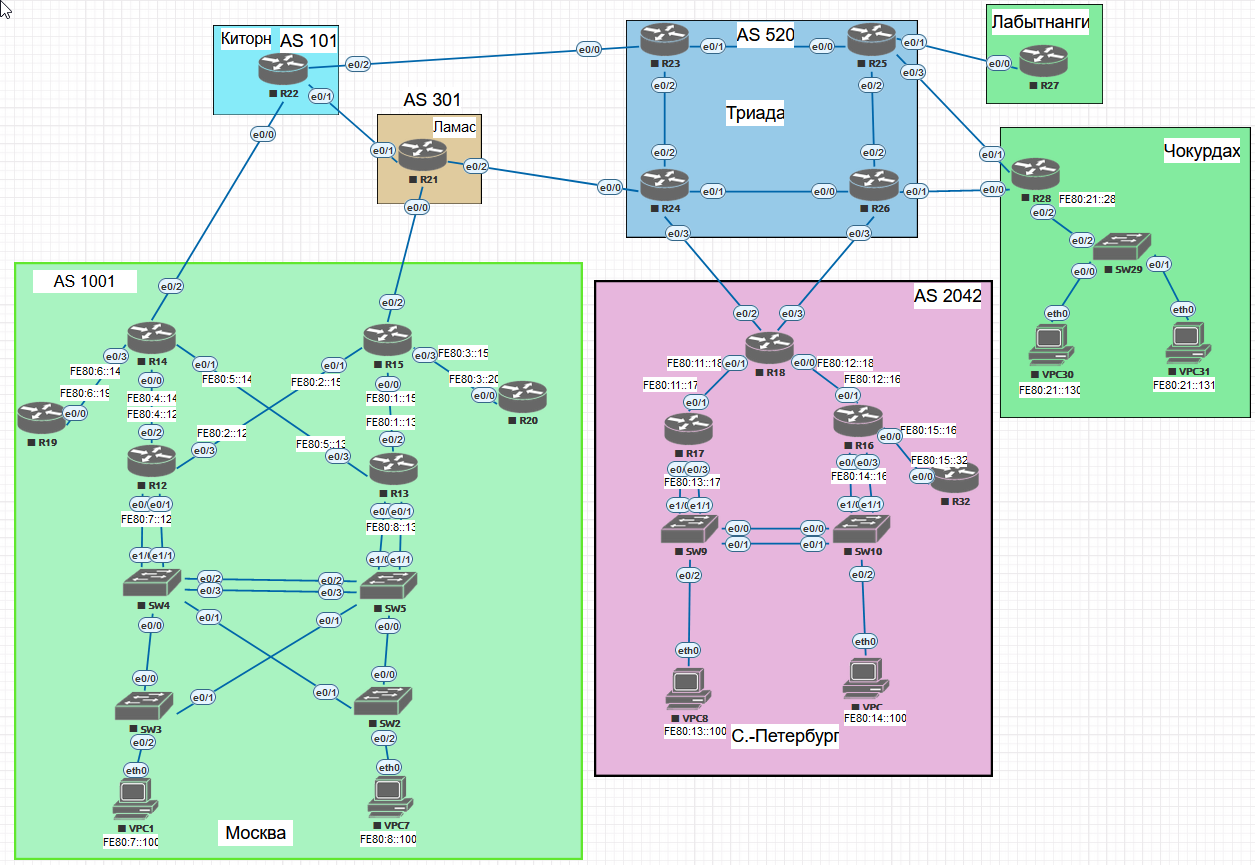 Киторн AS 101
e0/2
R22
e0/1
e0/0
AS 301
Ламас
e0/1
e0/2
R21
e0/0
AS 520
Триада
e0/0
R23
e0/1
e0/2
e0/0
R25
e0/1
e0/3
e0/2
e0/2
e0/0
R24
e0/1
e0/3
e0/2
e0/0
R26
e0/1
e0/3
Лабытнанги
e0/0
R27
Чокурдах
e0/1
e0/0
R28
FE80:21::28
e0/2
e0/2
SW29
e0/0
e0/1
eth0
eth0
VPC30
FE80:21::130
VPC31
FE80:21::131
AS 1001
e0/2
R14
e0/3
e0/1
e0/0
FE80:6::14
FE80:5::14
FE80:6::19
e0/0
R19
FE80:4::14
FE80:4::12
e0/2
R12
FE80:2::12
e0/3
e0/2
R15
e0/1
e0/3
FE80:3::15
FE80:2::15
e0/0
FE80:3::20
e0/0
R20
FE80:1::15
FE80:1::13
e0/2
FE80:5::13
e0/3
R13
e0/1
FE80:7::12
e0/1
FE80:8::13
e1/1
e1/1
SW4
e0/2
e0/3
e0/2
e0/3
SW5
e0/0
e0/1
e0/1
e0/0
e0/0
e0/1
e0/1
e0/0
SW3
SW2
e0/2
e0/2
eth0
eth0
VPC1
FE80:7::100
VPC7
FE80:8::100
Москва
AS 2042
e0/2
e0/3
R18
FE80:11::18
e0/1
e0/0
FE80:12::18
FE80:11::17
FE80:12::16
e0/1
e0/1
R17
R16
e0/0
FE80:15::16
e0/3
e0/3
FE80:15::32
FE80:13::17
FE80:14::16
e0/0
R32
e1/1
e1/1
SW9
e0/0
e0/1
e0/0
e0/1
SW10
e0/2
e0/2
eth0
eth0
VPC8
FE80:13::100
VPC
FE80:14::100
С.-Петербург